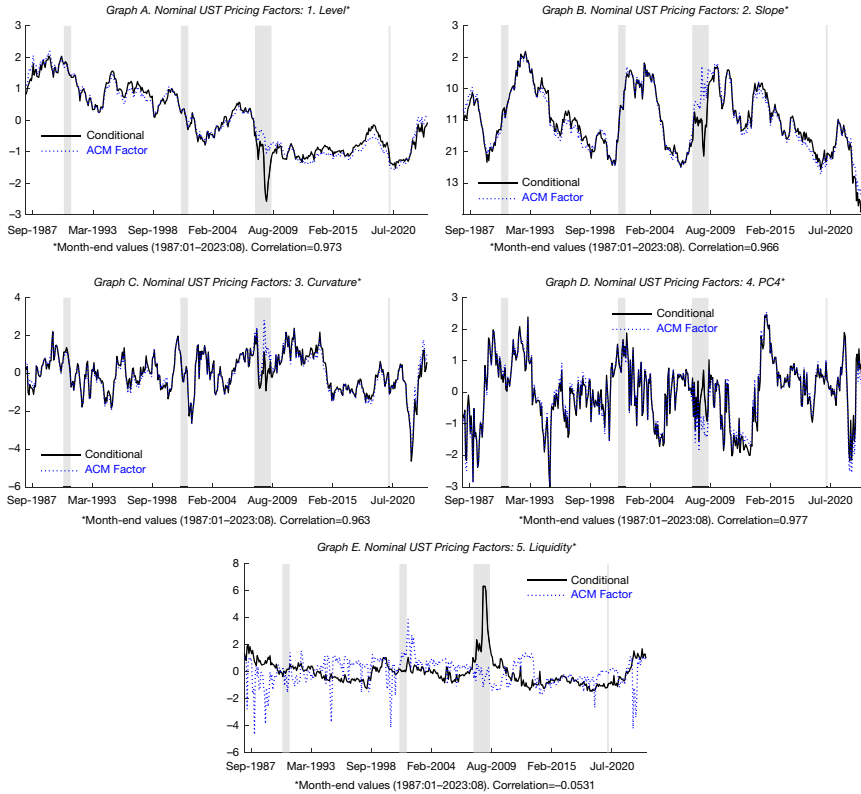 Graph A. Nominal UST Pricing Factors: 1. Level*
3
2
1
0
−1
−2
−3
Conditional
ACM Factor
Sep-1987 Mar-1993 Sep-1998 Feb-2004 Aug-2009 Feb-2015 Jul-2020
*Month-end values (1987:01–2023:08). Correlation=0.973
Graph B. Nominal UST Pricing Factors: 2. Slope*
3
2
10
11
21
13
Conditional
ACM Factor
Sep-1987 Mar-1993 Sep-1998 Feb-2004 Aug-2009 Feb-2015 Jul-2020
*Month-end values (1987:01–2023:08). Correlation=0.966
Graph C. Nominal UST Pricing Factors: 3. Curvature*
4
2
0
−2
−4
−6
Conditional
ACM Factor
Sep-1987 Mar-1993 Sep-1998 Feb-2004 Aug-2009 Feb-2015 Jul-2020
*Month-end values (1987:01–2023:08). Correlation=0.963
Graph D. Nominal UST Pricing Factors: 4. PC4*
3
2
1
0
−1
−2
−3
Conditional
ACM Factor
Sep-1987 Mar-1993 Sep-1998 Feb-2004 Aug-2009 Feb-2015 Jul-2020
*Month-end values (1987:01–2023:08). Correlation=0.977
Graph E. Nominal UST Pricing Factors: 5. Liquidity*
8
6
4
2
0
−2
−4
−6
Conditional
ACM Factor
Sep-1987 Mar-1993 Sep-1998 Feb-2004 Aug-2009 Feb-2015 Jul-2020
*Month-end values (1987:01–2023:08). Correlation=−0.0531